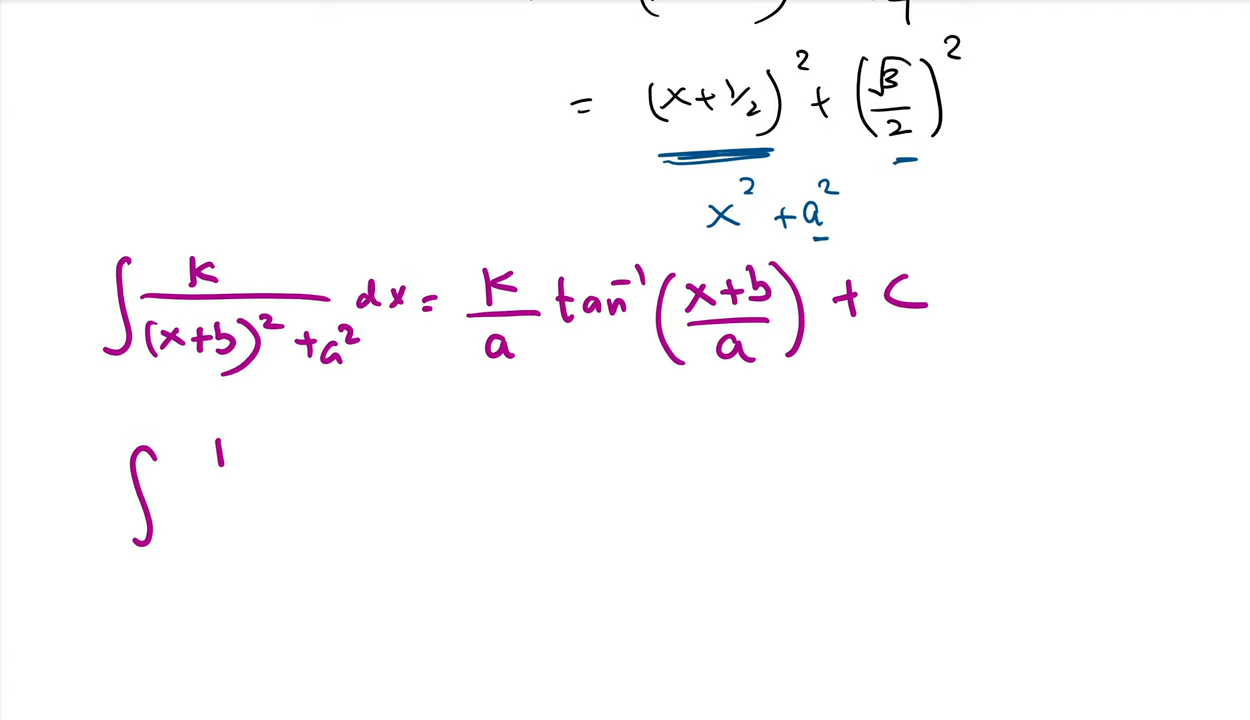 = (x+1/2)² + (√3/2)²
x² + a²
∫ K/((x+b)² + a²) dx = K/a tan⁻¹((x+b)/a) + C
∫ 1